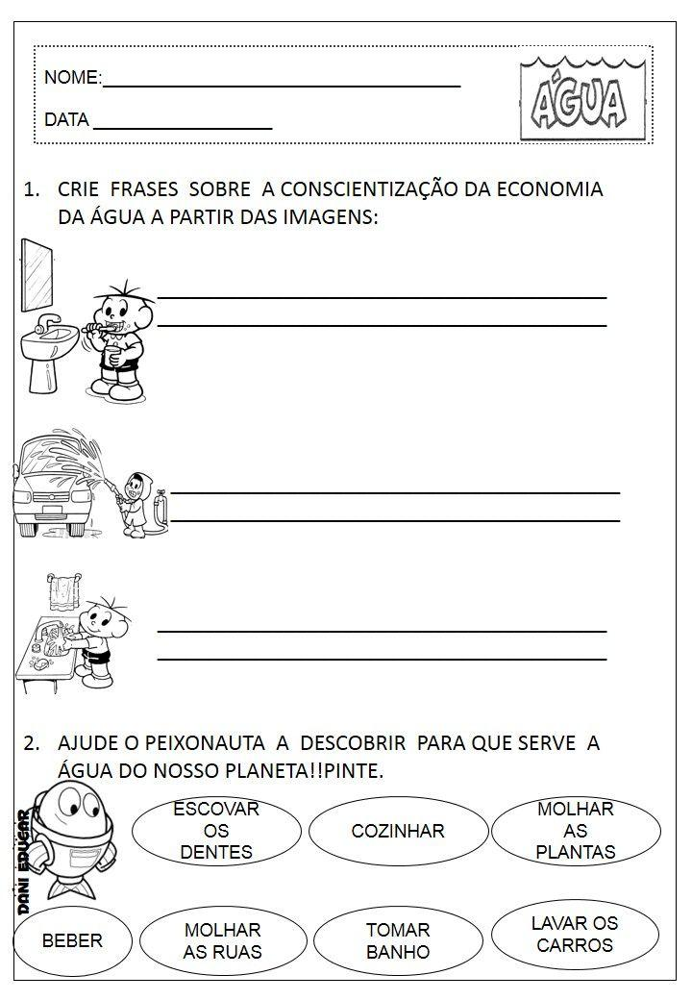 NOME:
DATA
ÁGUA
1. CRIE FRASES SOBRE A CONSCIENTIZAÇÃO DA ECONOMIA
DA ÁGUA A PARTIR DAS IMAGENS:
2. AJUDE O PEIXONAUTA A DESCOBRIR PARA QUE SERVE A
ÁGUA DO NOSSO PLANETA!!PINTE.
DANI EDUCAR
ESCOVAR
OS
DENTES
COZINHAR
MOLHAR
AS
PLANTAS
BEBER
MOLHAR
AS RUAS
TOMAR
BANHO
LAVAR OS
CARROS